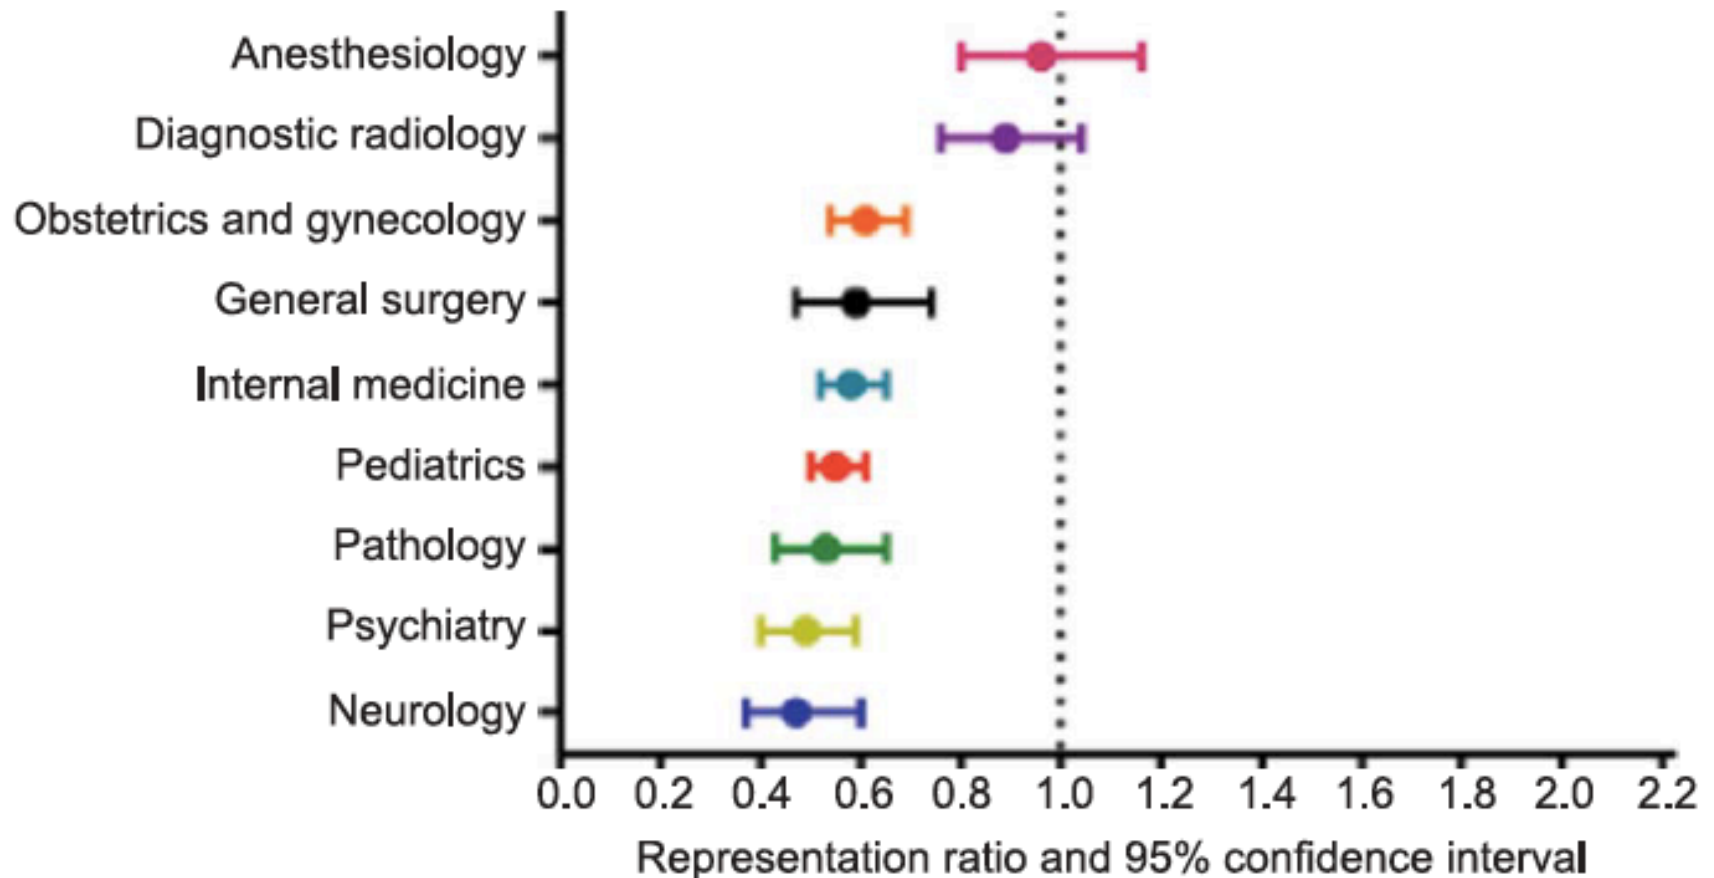 Anesthesiology
Diagnostic radiology
Obstetrics and gynecology
General surgery
Internal medicine
Pediatrics
Pathology
Psychiatry
Neurology
0.0 0.2 0.4 0.6 0.8 1.0 1.2 1.4 1.6 1.8 2.0 2.2
Representation ratio and 95% confidence interval